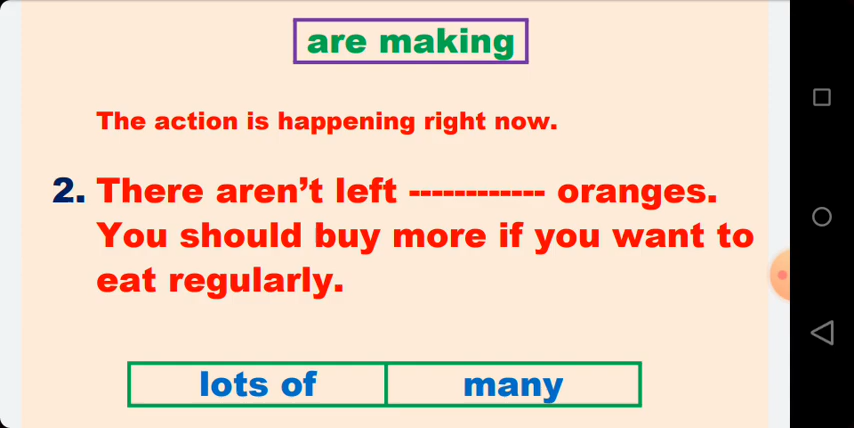 are making
The action is happening right now.
2. There aren’t left ------------ oranges.
You should buy more if you want to
eat regularly.
lots of many